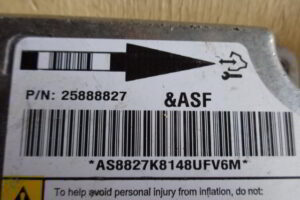 P/N: 25888827 &ASF
*AS8827K8148UFV6M*
To help avoid personal injury from inflation, do not: